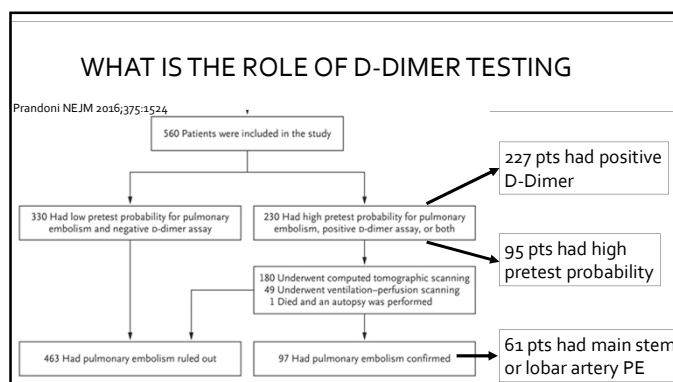 WHAT IS THE ROLE OF D-DIMER TESTING
Prandoni NEJM 2016;375:1524
560 Patients were included in the study
227 pts had positive
D-Dimer
330 Had low pretest probability for pulmonary
embolism and negative D-dimer assay
230 Had high pretest probability for pulmonary
embolism, positive D-dimer assay, or both
95 pts had high
pretest probability
180 Underwent computed tomographic scanning
49 Underwent ventilation–perfusion scanning
1 Died and an autopsy was performed
463 Had pulmonary embolism ruled out
97 Had pulmonary embolism confirmed
61 pts had main stem
or lobar artery PE